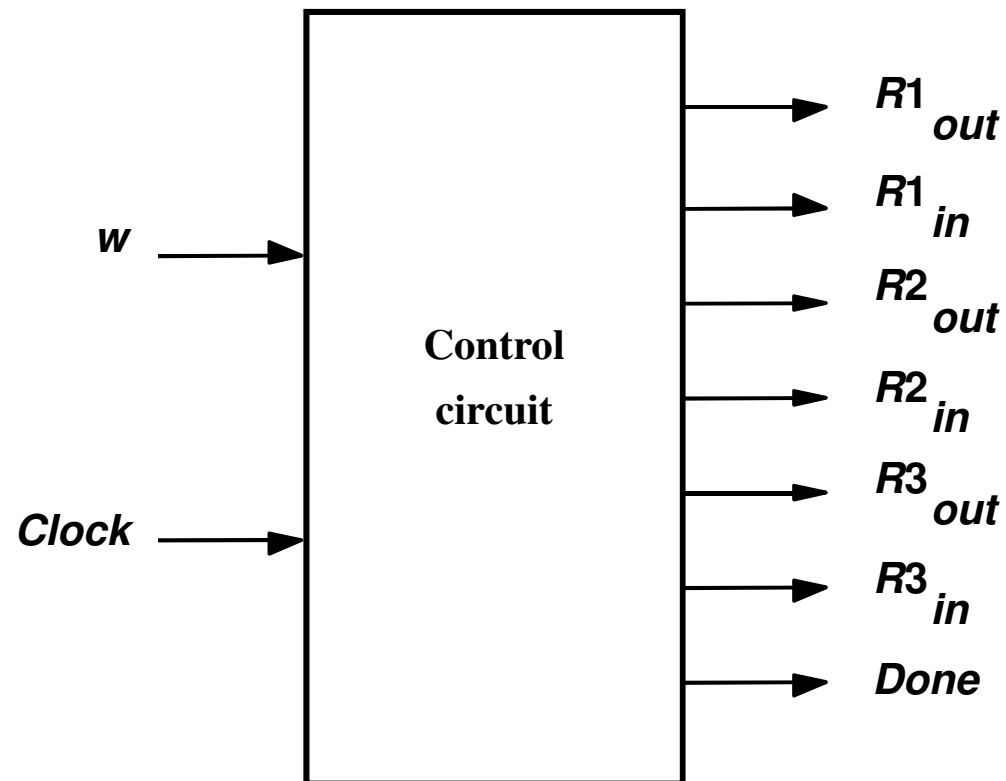 R1out
R1in
w
R2out
Control
circuit
R2in
R3out
Clock
R3in
Done